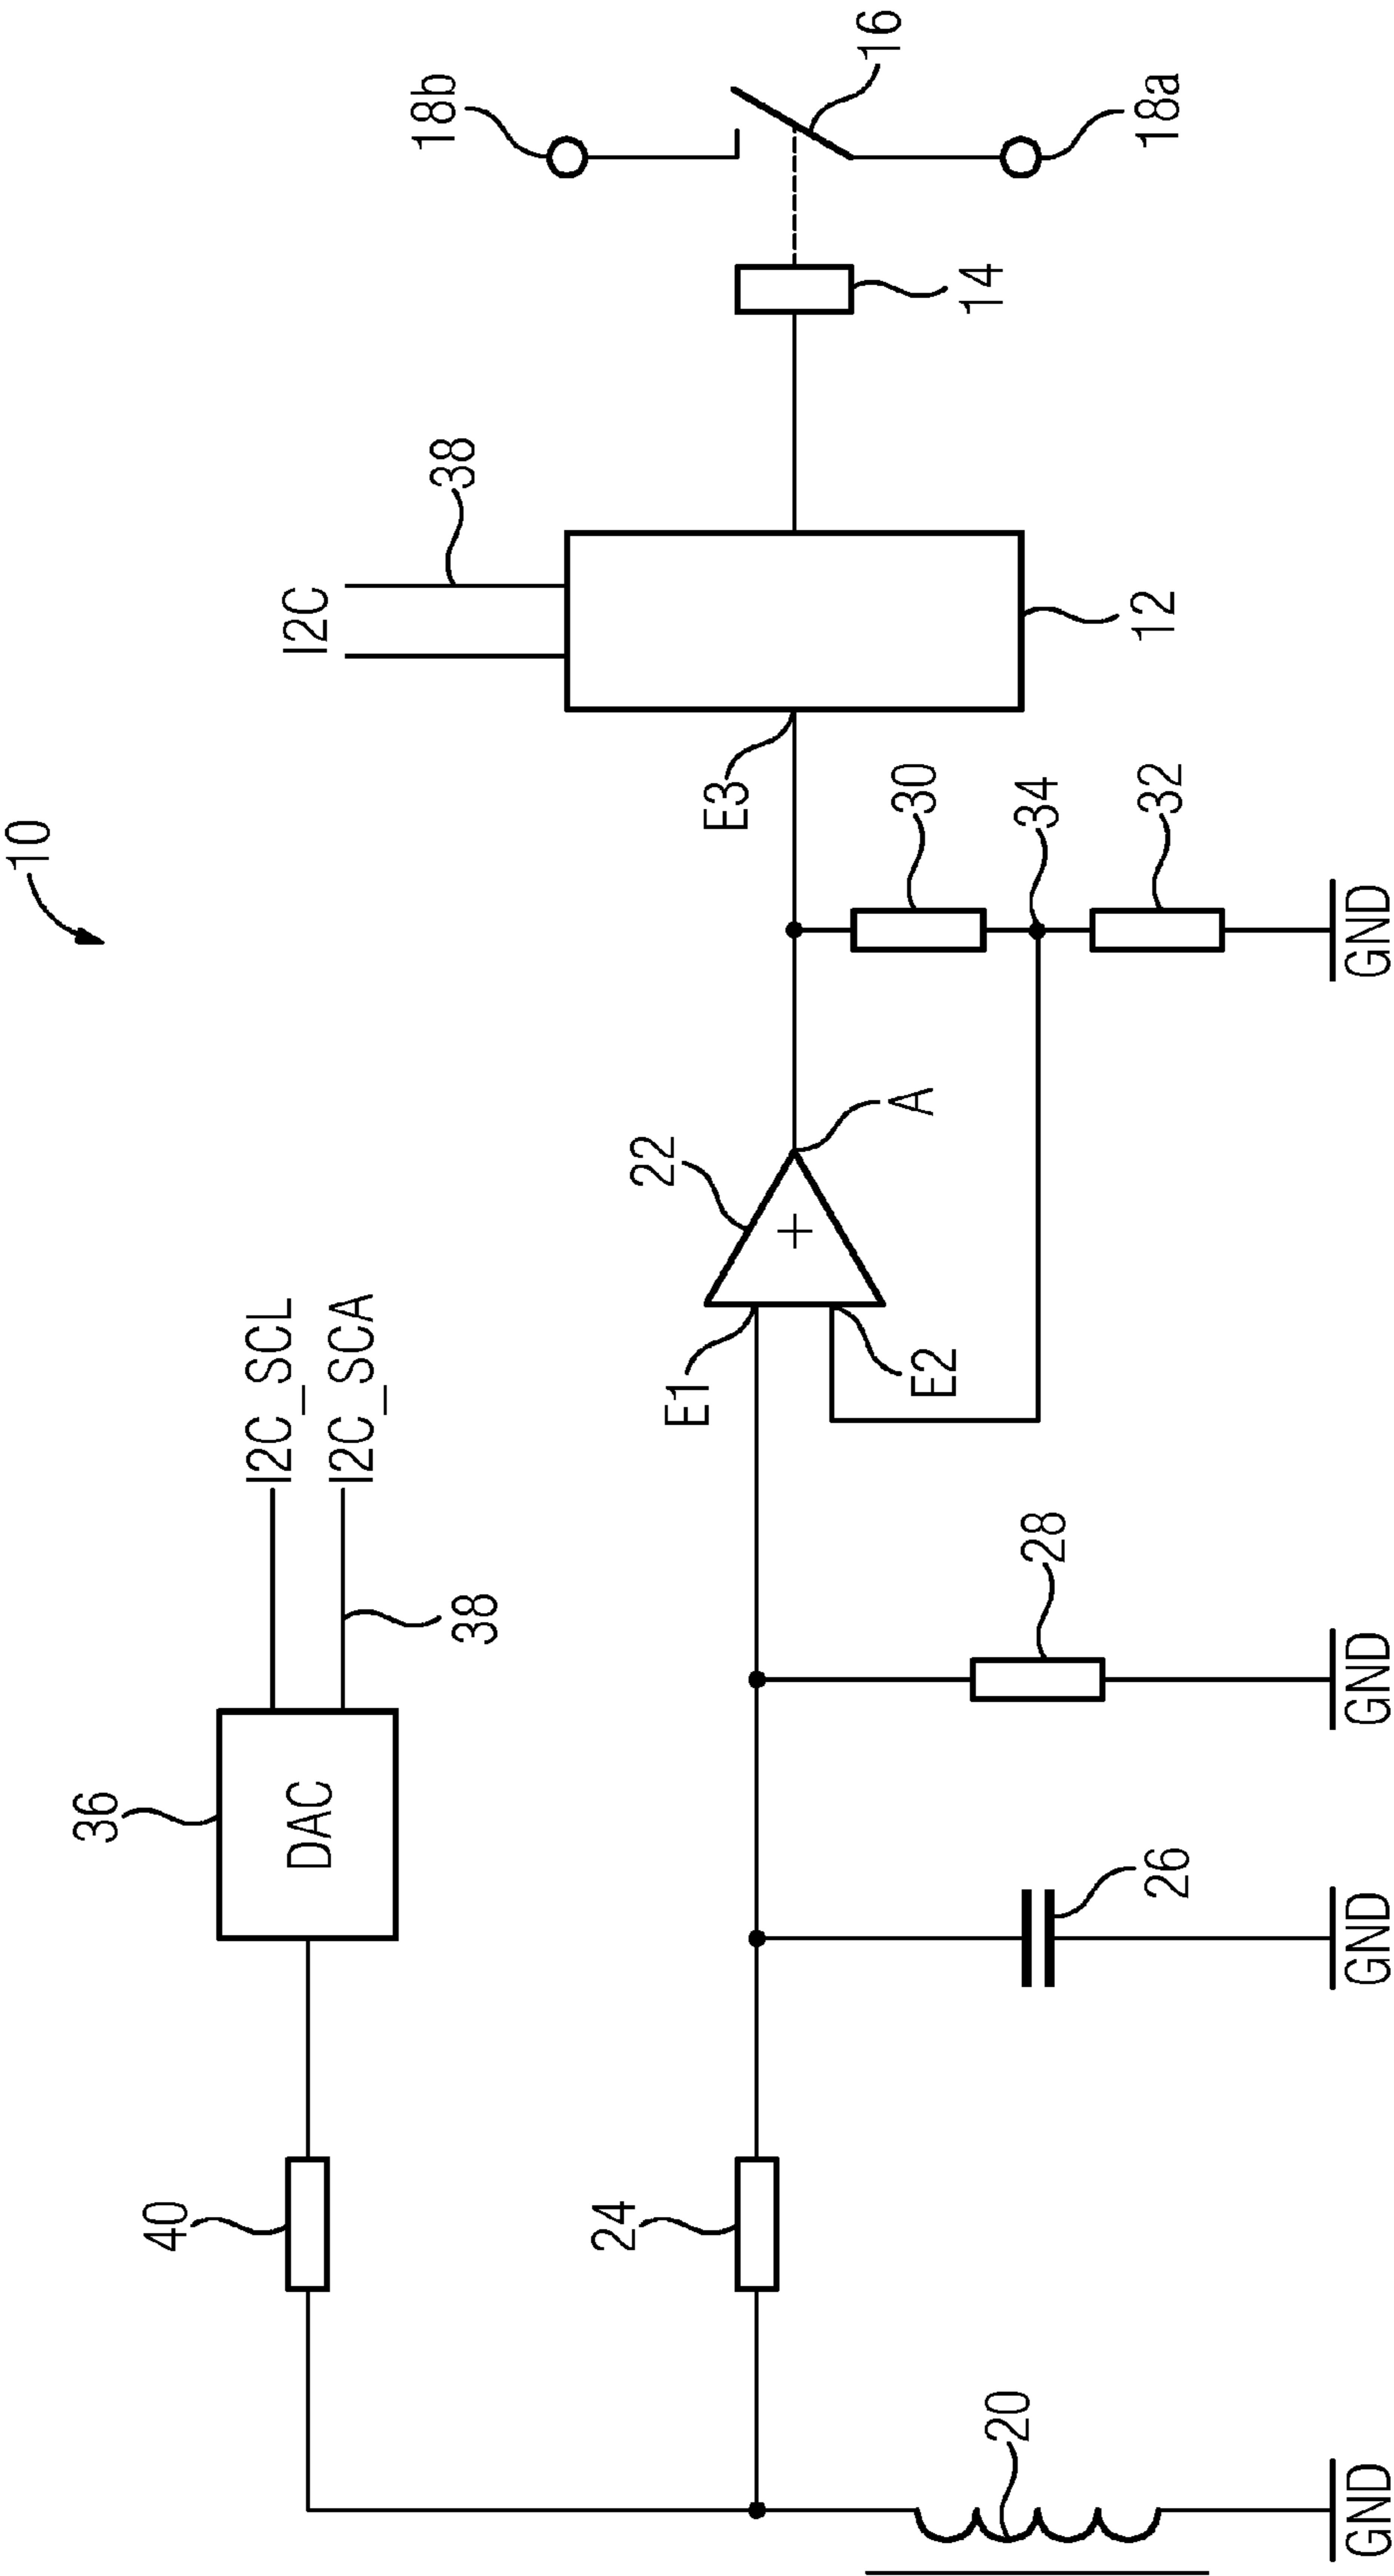 10
36
DAC
I2C_SCL
I2C_SCA
38
40
24
22
E1
E2
A
E3
I2C
38
18b
16
18a
14
12
30
34
32
28
26
20
GND
GND
GND
GND